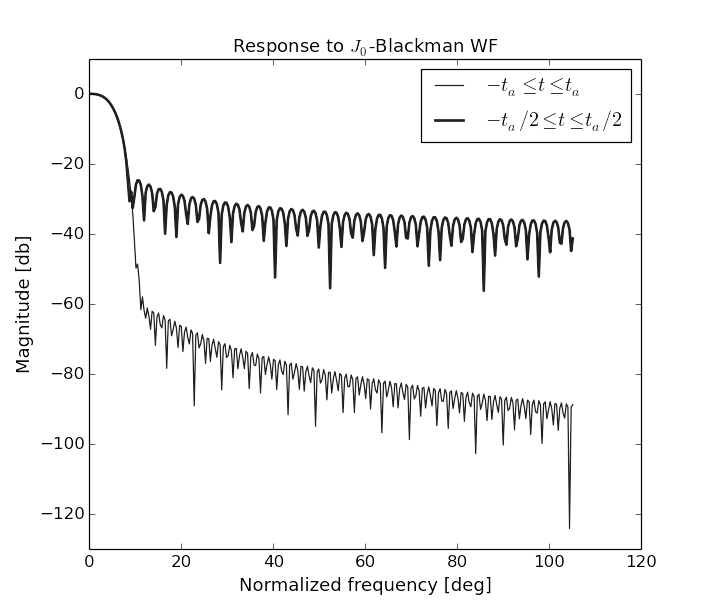 Response to J₀-Blackman WF
−tₐ ≤t ≤tₐ
−tₐ/2≤t≤tₐ/2
Magnitude [db]
0
−20
−40
−60
−80
−100
−120
0 20 40 60 80 100 120
Normalized frequency [deg]